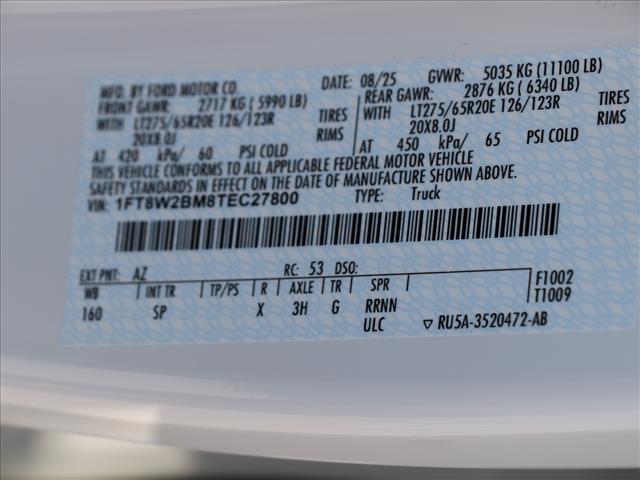 MFD. BY FORD MOTOR CO. DATE: 08/25 GVWR: 5035 KG (11100 LB)
FRONT GAWR: 2717 KG (5990 LB) REAR GAWR: 2876 KG (6340 LB)
WITH LT275/65R20E 126/123R TIRES WITH LT275/65R20E 126/123R TIRES
20X8.0J RIMS 20X8.0J RIMS
AT 420 kPa/ 60 PSI COLD AT 450 kPa/ 65 PSI COLD
THIS VEHICLE CONFORMS TO ALL APPLICABLE FEDERAL MOTOR VEHICLE
SAFETY STANDARDS IN EFFECT ON THE DATE OF MANUFACTURE SHOWN ABOVE.
VIN: 1FT8W2BM8TEC27800 TYPE: Truck
EXT PNT: AZ RC: 53 DSO:
WB INT TR TP/PS R AXLE TR SPR F1002
160 SP X 3H G RRNN T1009
ULC ▽ RU5A-3520472-AB